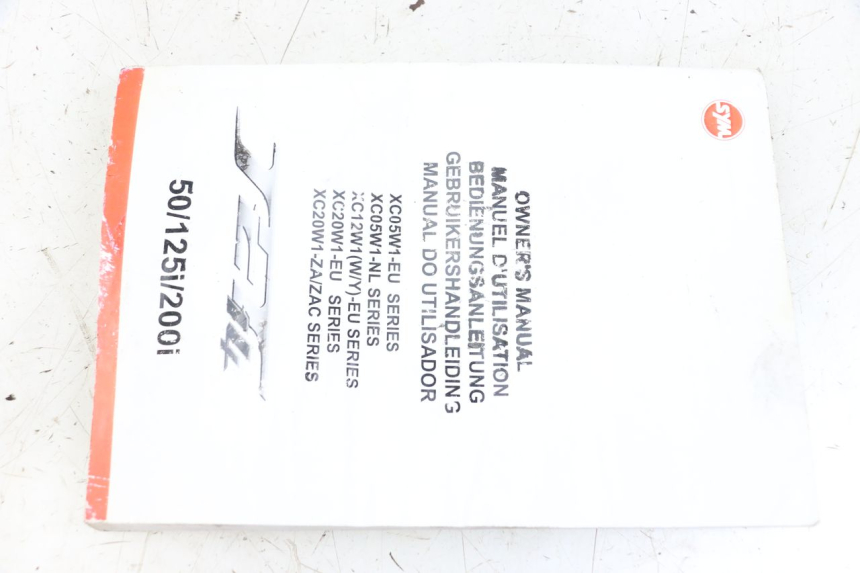 SYM
OWNER'S MANUAL
MANUEL D'UTILISATION
BEDIENUNGSANLEITUNG
GEBRUIKERSHANDLEIDING
MANUAL DO UTILISADOR
XC05W1-EU SERIES
XC05W1-NL SERIES
XC12W1(W/Y)-EU SERIES
XC20W1-EU SERIES
XC20W1-ZA/ZAC SERIES
50/125i/200i